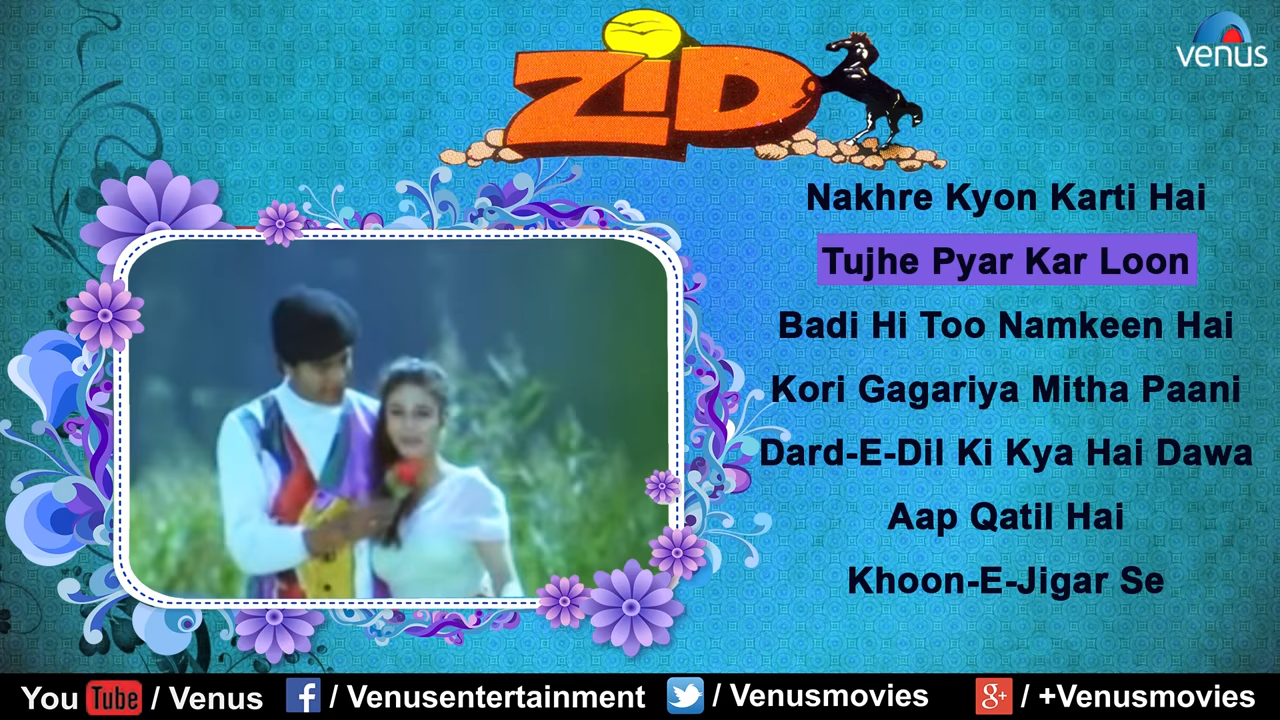 ZiD
venus
Nakhre Kyon Karti Hai
Tujhe Pyar Kar Loon
Badi Hi Too Namkeen Hai
Kori Gagariya Mitha Paani
Dard-E-Dil Ki Kya Hai Dawa
Aap Qatil Hai
Khoon-E-Jigar Se
You Tube / Venus f / Venusentertainment / Venusmovies g+ / +Venusmovies